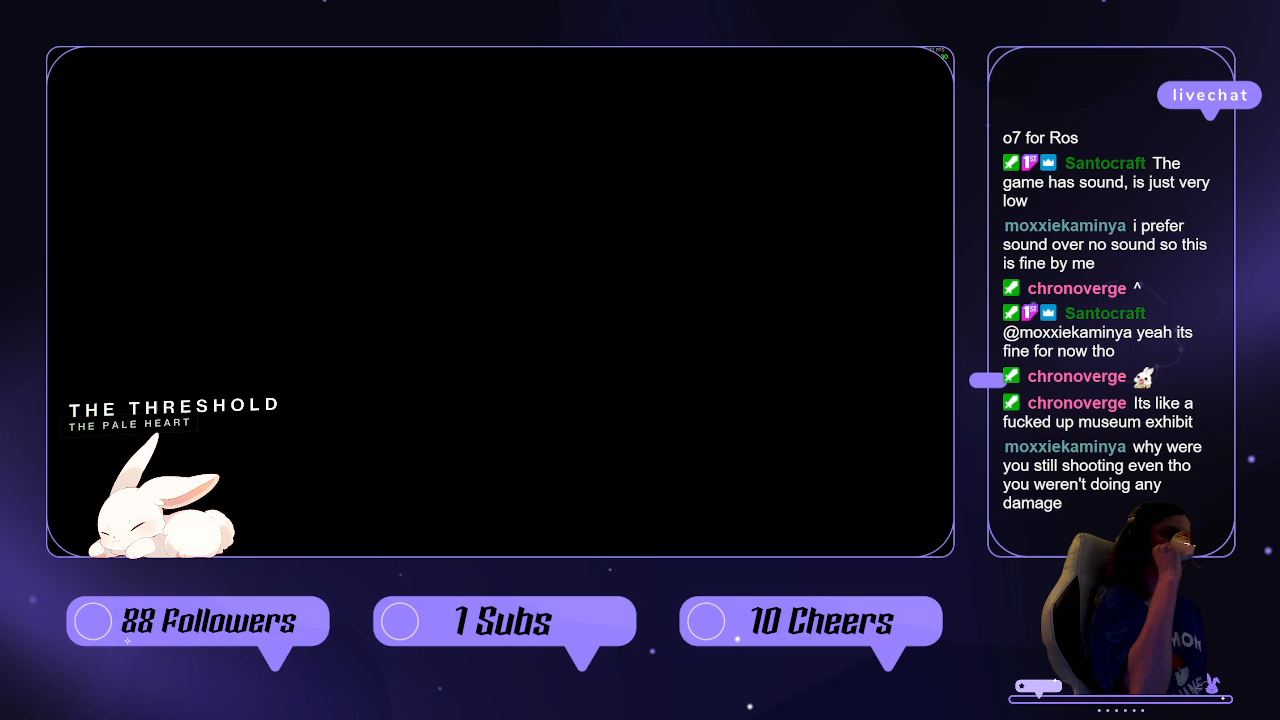 livechat
o7 for Ros
Santocraft The
game has sound, is just very
low
moxxiekaminya i prefer
sound over no sound so this
is fine by me
chronoverge ^
Santocraft
@moxxiekaminya yeah its
fine for now tho
chronoverge
chronoverge Its like a
fucked up museum exhibit
moxxiekaminya why were
you still shooting even tho
you weren't doing any
damage
THE THRESHOLD
THE PALE HEART
88 Followers
1 Subs
10 Cheers